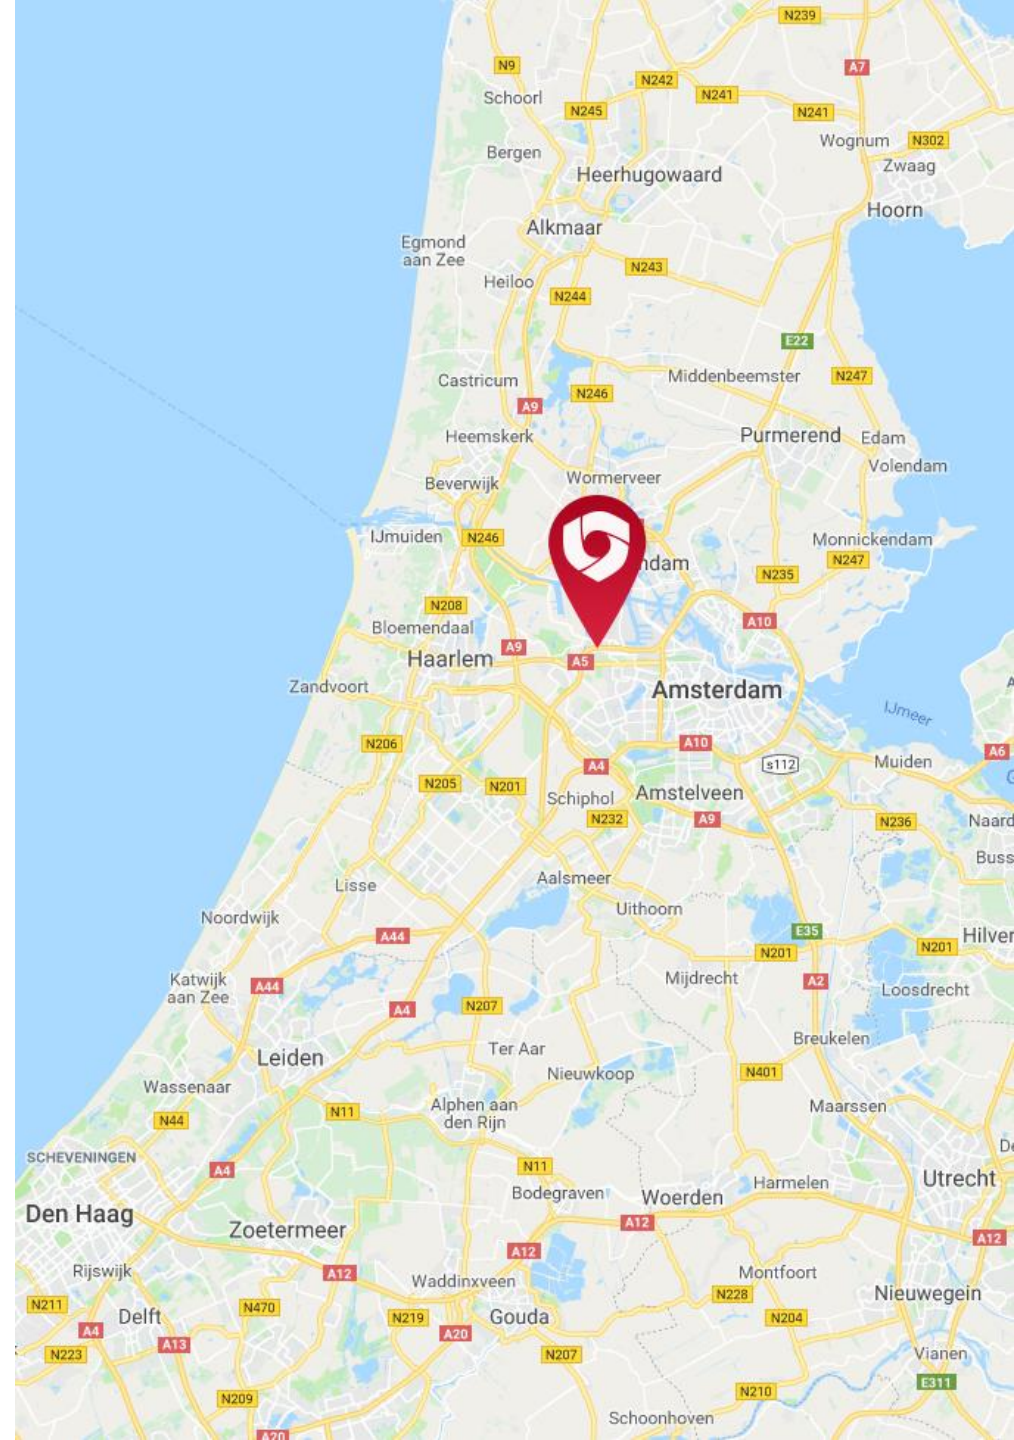 N239
N9
A7
N242
Schoorl
N241
N245
N241
Wognum
N302
Bergen
Zwaag
Heerhugowaard
Hoorn
Alkmaar
Egmond
aan Zee
N243
Heiloo
N244
E22
Castricum
Middenbeemster
N247
N246
A9
Heemskerk
Purmerend
Edam
Volendam
Wormerveer
Beverwijk
IJmuiden
N246
Monnickendam
N247
ndam
N235
N208
A10
Bloemendaal
A9
Haarlem
A5
Zandvoort
Amsterdam
IJmeer
N206
A10
A6
Muiden
s112
A4
N205
N201
Schiphol
Amstelveen
N232
A9
N236
Naard
Buss
Aalsmeer
Lisse
Uithoorn
Noordwijk
A44
E35
Hilver
N201
N201
Katwijk
aan Zee
A44
Mijdrecht
A2
Loosdrecht
A4
N207
Breukelen
Ter Aar
Leiden
Nieuwkoop
N401
Wassenaar
Alphen aan
den Rijn
N11
Maarssen
N44
De
SCHEVENINGEN
A4
N11
Utrecht
Bodegraven
Woerden
Harmelen
Den Haag
Zoetermeer
A12
A12
A12
Rijswijk
A12
Waddinxveen
Montfoort
N211
N470
N228
Nieuwegein
Delft
N219
Gouda
N204
A4
A20
A13
N223
N207
Vianen
E311
N209
N210
Schoonhoven
A20